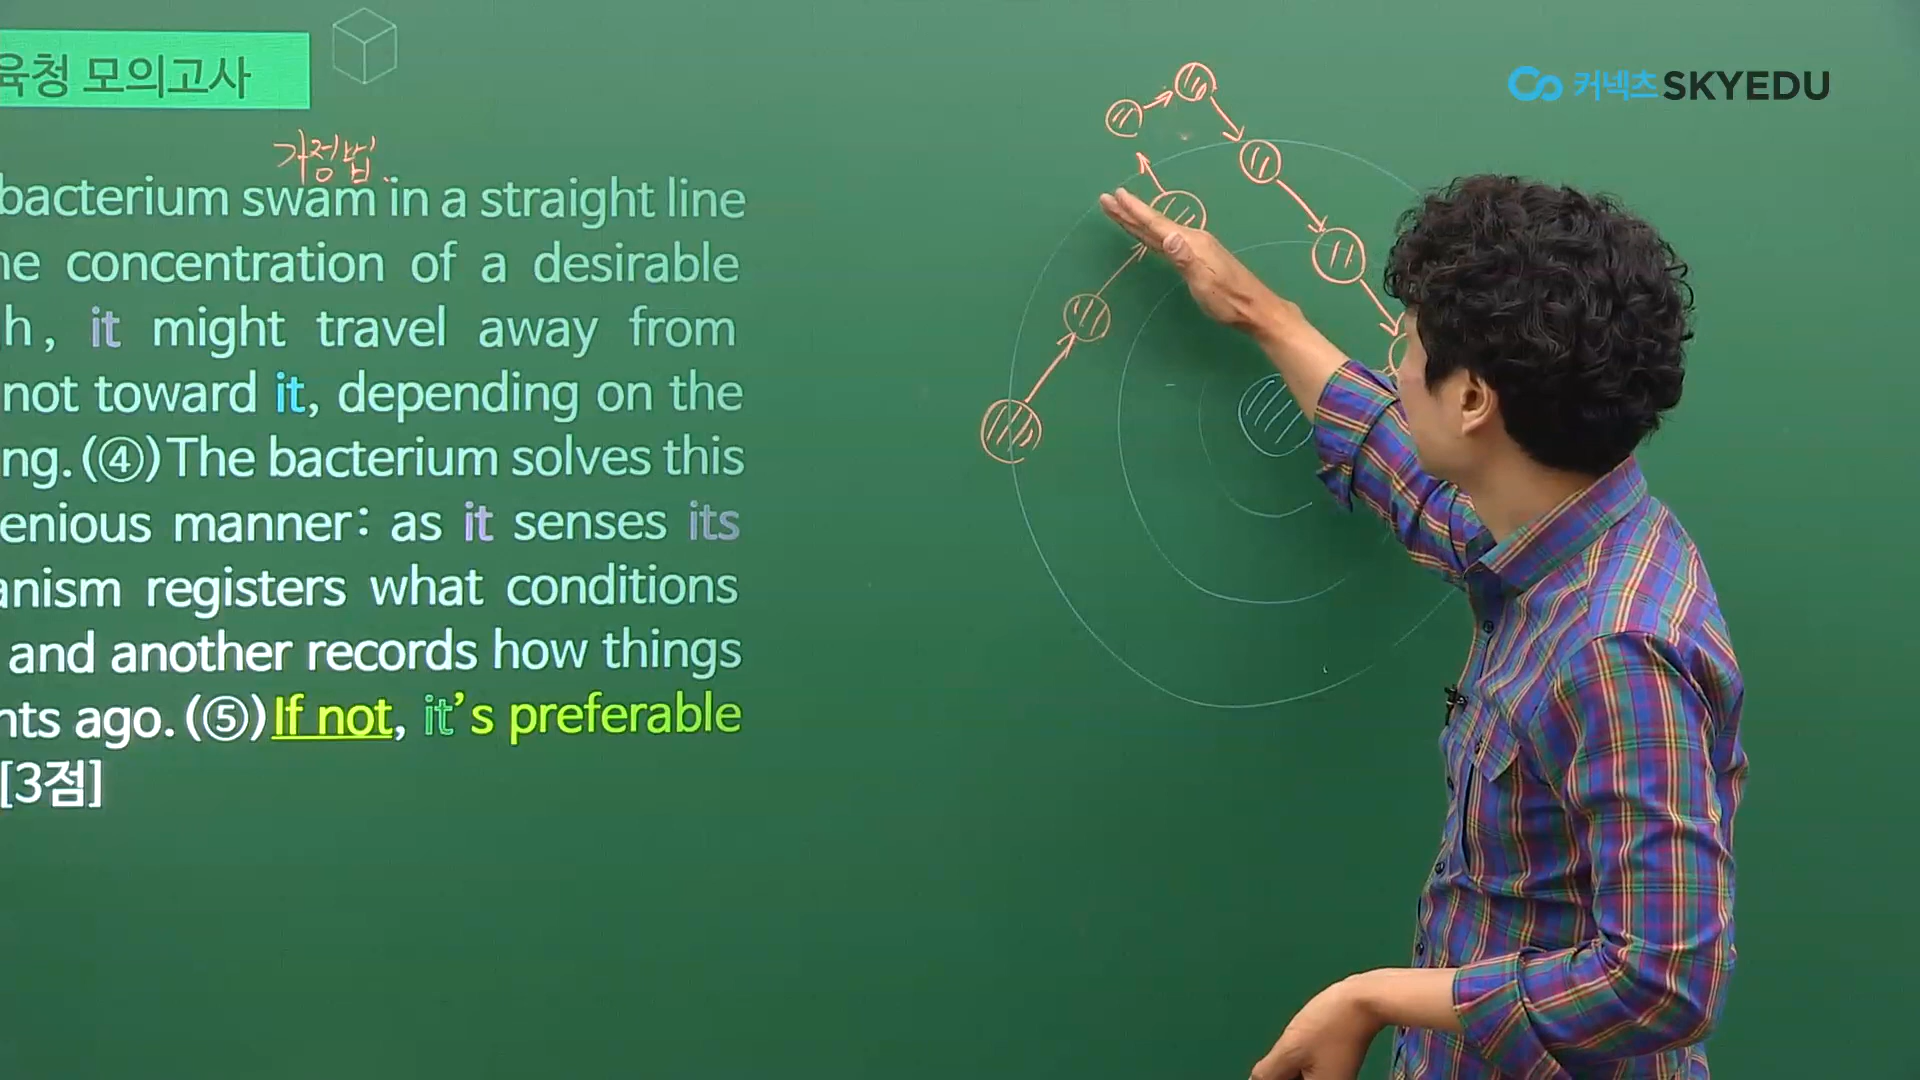 육청 모의고사
커넥츠 SKYEDU
가정법
bacterium swam in a straight line
he concentration of a desirable
h, it might travel away from
not toward it, depending on the
ng. (④) The bacterium solves this
enious manner: as it senses its
anism registers what conditions
and another records how things
nts ago. (⑤) If not, it's preferable
[3점]